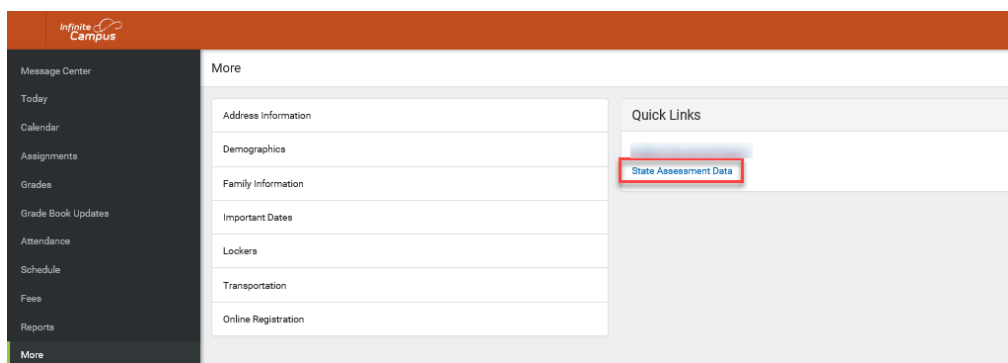 Infinite
Campus
Message Center
Today
Calendar
Assignments
Grades
Grade Book Updates
Attendance
Schedule
Fees
Reports
More
More
Address Information
Demographics
Family Information
Important Dates
Lockers
Transportation
Online Registration
Quick Links
State Assessment Data